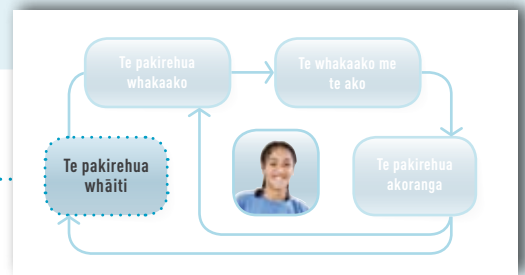 Te pakirehua
whakaako
Te whakaako me
te ako
Te pakirehua
whāiti
Te pakirehua
akoranga